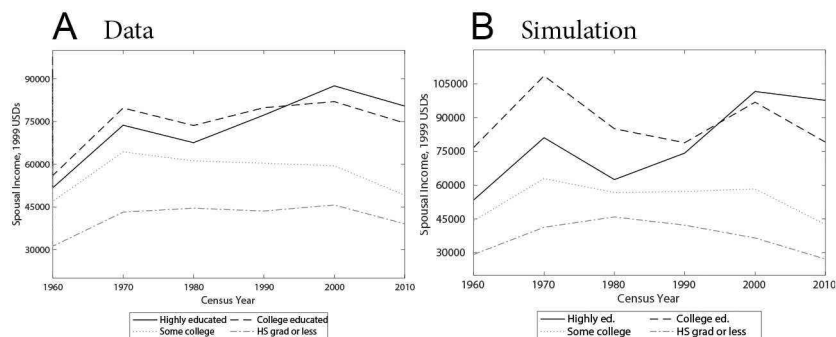 A Data
90000
75000
60000
45000
30000
Spousal Income, 1999 USDs
1960 1970 1980 1990 2000 2010
Census Year
Highly educated College educated
Some college HS grad or less
B Simulation
105000
90000
75000
60000
45000
30000
Spousal Income, 1999 USDs
1960 1970 1980 1990 2000 2010
Census Year
Highly ed. College ed.
Some college HS grad or less